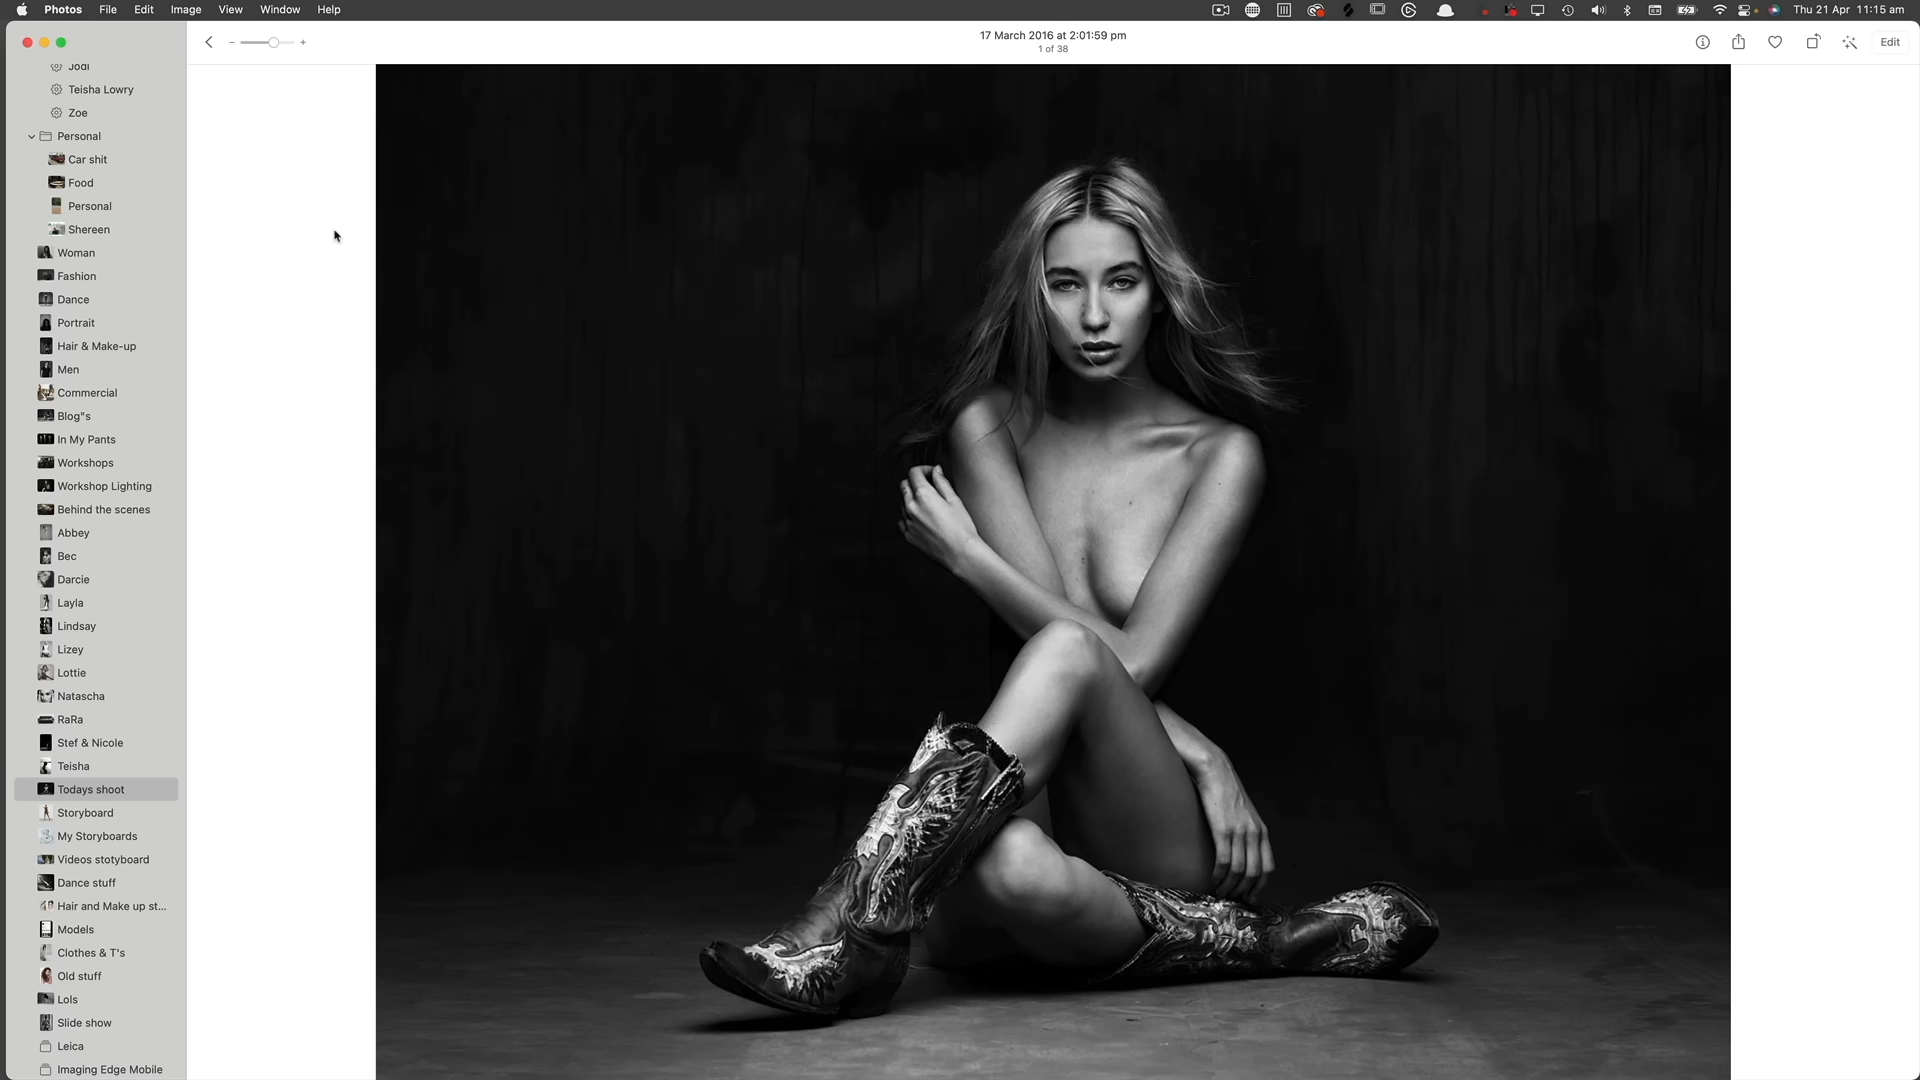 Photos File Edit Image View Window Help
Thu 21 Apr 11:15 am
17 March 2016 at 2:01:59 pm
1 of 38
Edit
Jodi
Teisha Lowry
Zoe
Personal
Car shit
Food
Personal
Shereen
Woman
Fashion
Dance
Portrait
Hair & Make-up
Men
Commercial
Blog"s
In My Pants
Workshops
Workshop Lighting
Behind the scenes
Abbey
Bec
Darcie
Layla
Lindsay
Lizey
Lottie
Natascha
RaRa
Stef & Nicole
Teisha
Todays shoot
Storyboard
My Storyboards
Videos stotyboard
Dance stuff
Hair and Make up st...
Models
Clothes & T's
Old stuff
Lols
Slide show
Leica
Imaging Edge Mobile